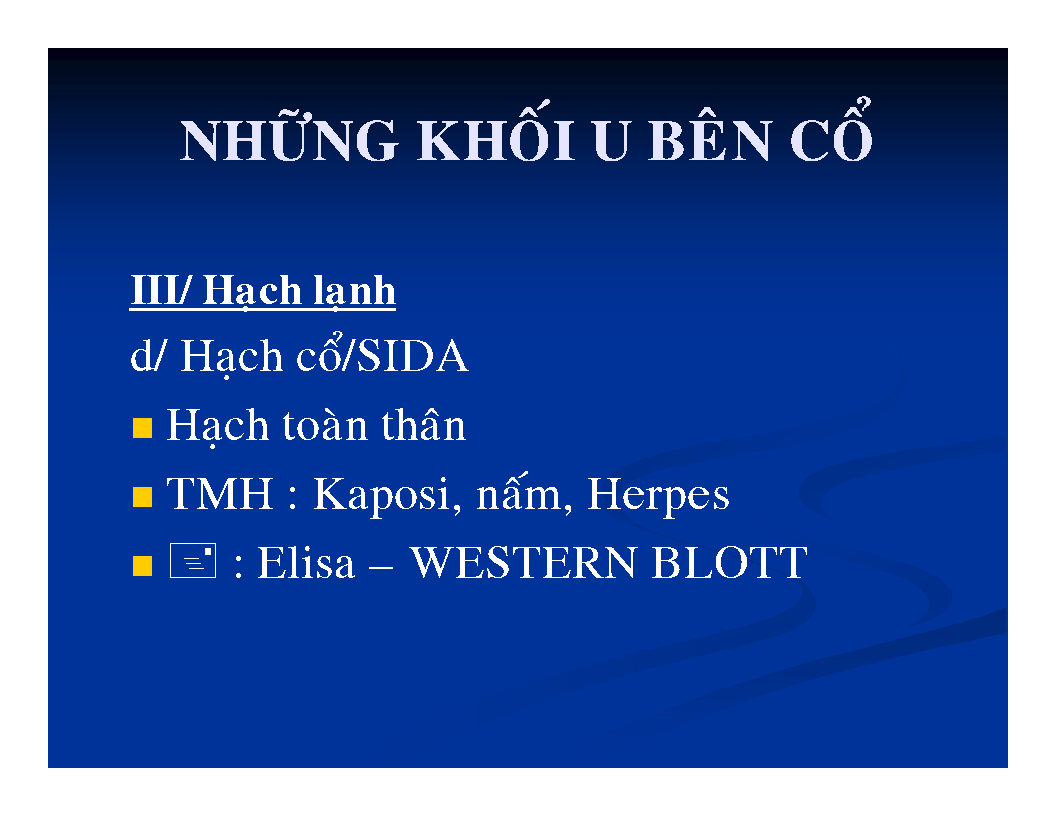 NHỮNG KHỐI U BÊN CỔ
III/ Hạch lạnh
d/ Hạch cổ/SIDA
Hạch toàn thân
TMH : Kaposi, nấm, Herpes
: Elisa – WESTERN BLOTT